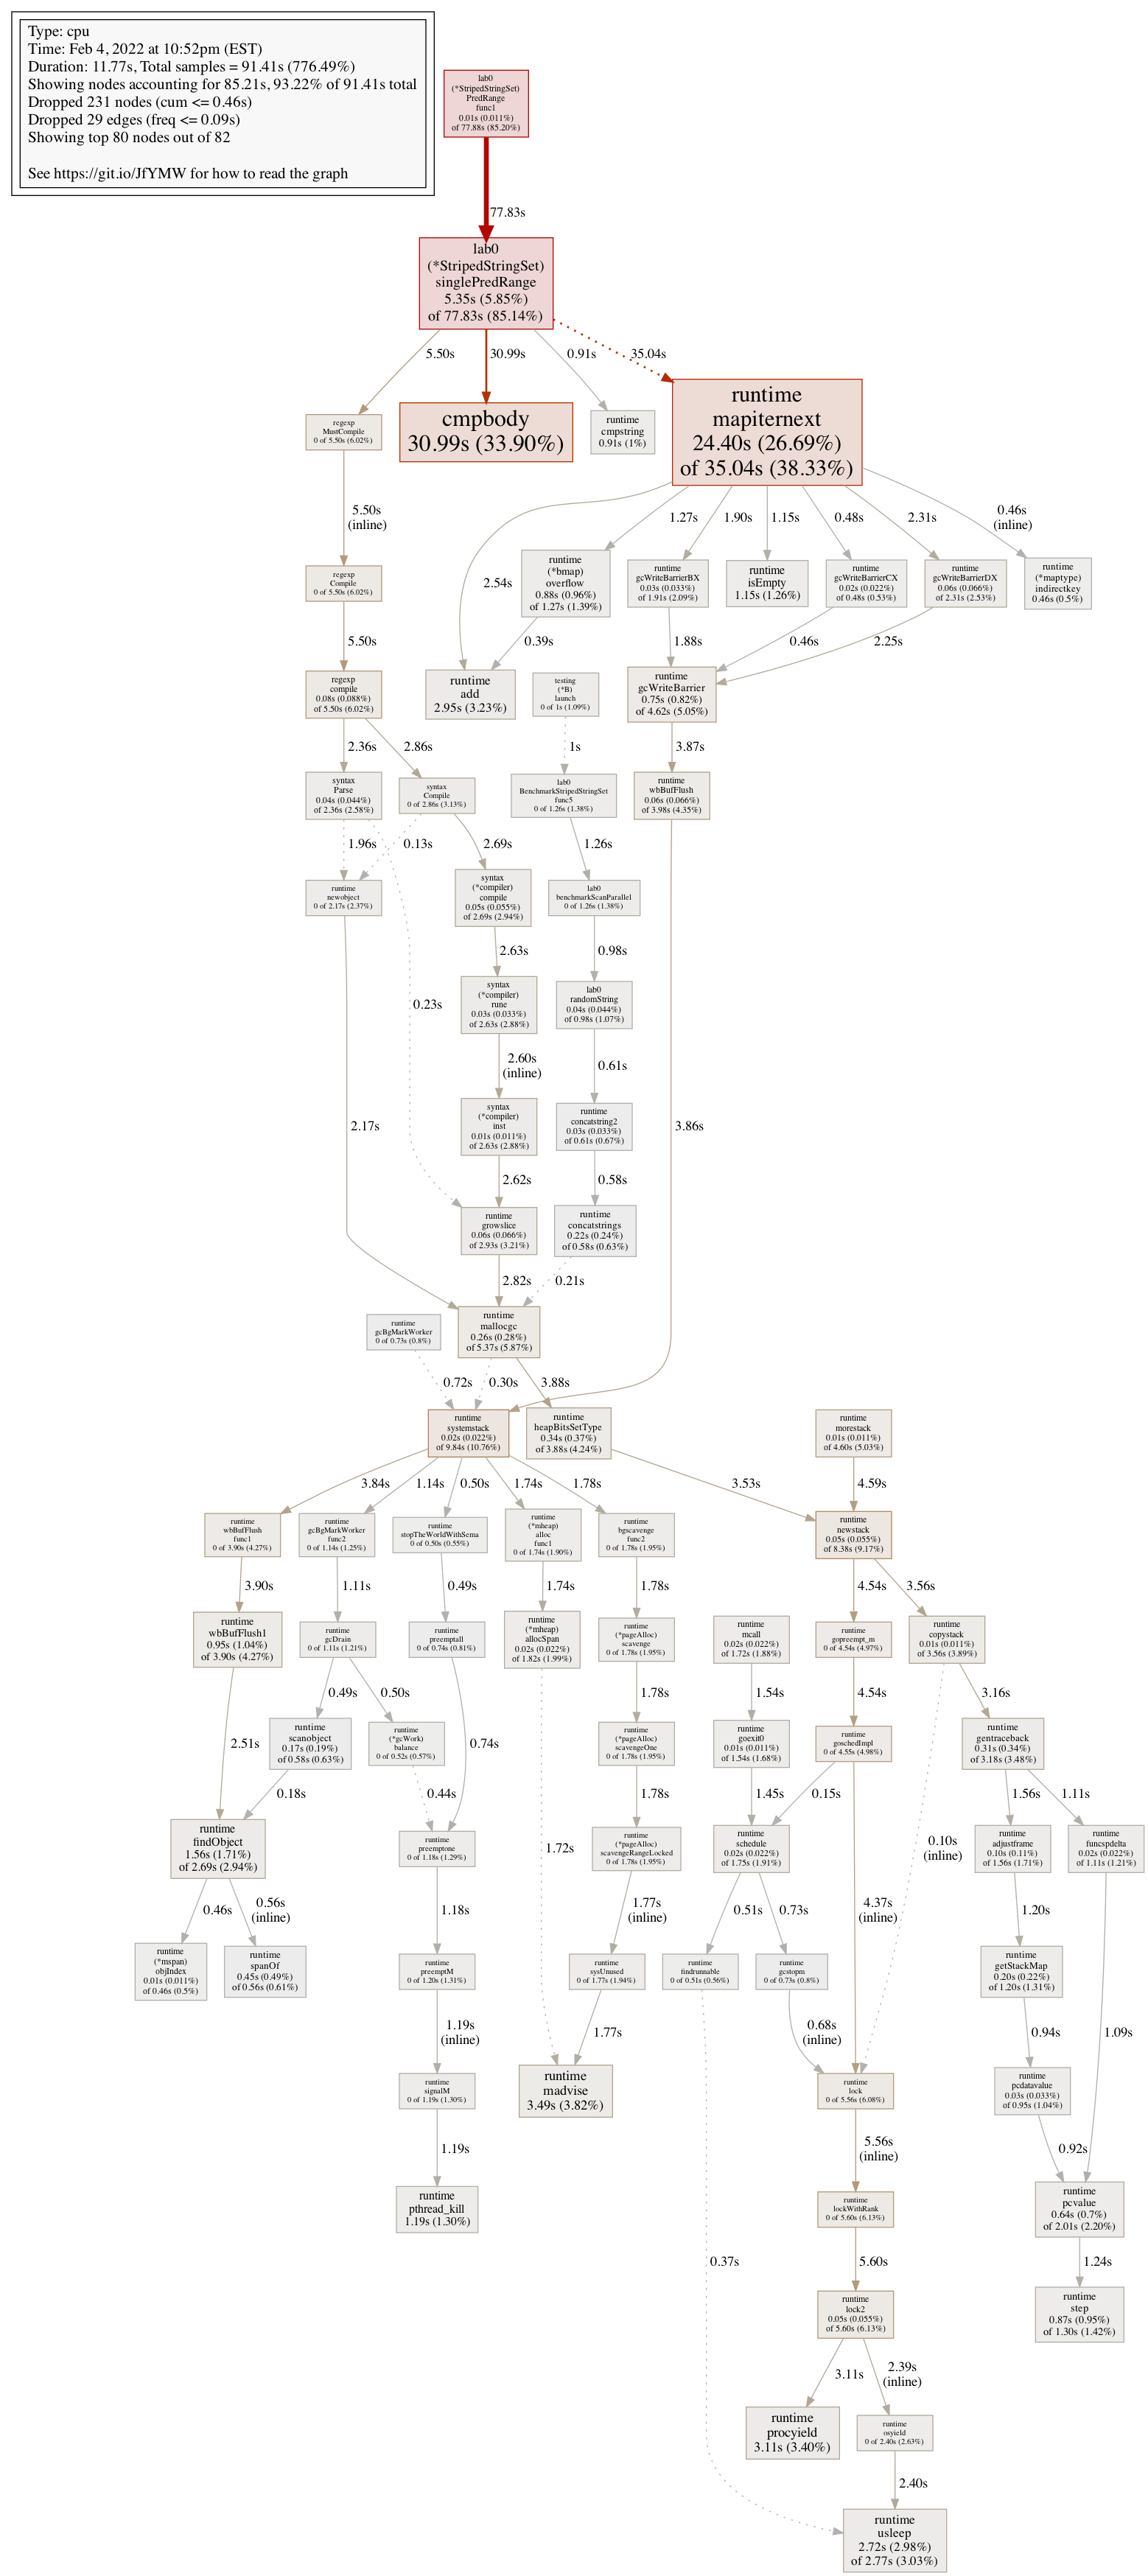 Type: cpu
Time: Feb 4, 2022 at 10:52pm (EST)
Duration: 11.77s, Total samples = 91.41s (776.49%)
Showing nodes accounting for 85.21s, 93.22% of 91.41s total
Dropped 231 nodes (cum <= 0.46s)
Dropped 29 edges (freq <= 0.09s)
Showing top 80 nodes out of 82
See https://git.io/JfYMW for how to read the graph
lab0
(*StripedStringSet)
PredRange
func1
0.01s (0.011%)
of 77.88s (85.20%)
77.83s
lab0
(*StripedStringSet)
singlePredRange
5.35s (5.85%)
of 77.83s (85.14%)
5.50s
30.99s
0.91s
35.04s
regexp
MustCompile
0 of 5.50s (6.02%)
cmpbody
30.99s (33.90%)
runtime
cmpstring
0.91s (1%)
runtime
mapiternext
24.40s (26.69%)
of 35.04s (38.33%)
5.50s
(inline)
2.54s
1.27s
1.90s
1.15s
0.48s
2.31s
0.46s
(inline)
regexp
Compile
0 of 5.50s (6.02%)
runtime
(*bmap)
overflow
0.88s (0.96%)
of 1.27s (1.39%)
runtime
gcWriteBarrierBX
0.03s (0.033%)
of 1.91s (2.09%)
runtime
isEmpty
1.15s (1.26%)
runtime
gcWriteBarrierCX
0.02s (0.022%)
of 0.48s (0.53%)
runtime
gcWriteBarrierDX
0.06s (0.066%)
of 2.31s (2.53%)
runtime
(*maptype)
indirectkey
0.46s (0.5%)
5.50s
0.39s
1.88s
0.46s
2.25s
regexp
compile
0.08s (0.088%)
of 5.50s (6.02%)
runtime
add
2.95s (3.23%)
testing
(*B)
launch
0 of 1s (1.09%)
runtime
gcWriteBarrier
0.75s (0.82%)
of 4.62s (5.05%)
2.36s
2.86s
1s
3.87s
syntax
Parse
0.04s (0.044%)
of 2.36s (2.58%)
syntax
Compile
0 of 2.86s (3.13%)
lab0
BenchmarkStripedStringSet
func5
0 of 1.26s (1.38%)
runtime
wbBufFlush
0.06s (0.066%)
of 3.98s (4.35%)
1.96s
0.13s
2.69s
1.26s
runtime
newobject
0 of 2.17s (2.37%)
syntax
(*compiler)
compile
0.05s (0.055%)
of 2.69s (2.94%)
lab0
benchmarkScanParallel
0 of 1.26s (1.38%)
2.63s
0.98s
0.23s
syntax
(*compiler)
rune
0.03s (0.033%)
of 2.63s (2.88%)
lab0
randomString
0.04s (0.044%)
of 0.98s (1.07%)
2.60s
(inline)
0.61s
2.17s
syntax
(*compiler)
inst
0.01s (0.011%)
of 2.63s (2.88%)
runtime
concatstring2
0.03s (0.033%)
of 0.61s (0.67%)
3.86s
2.62s
0.58s
runtime
growslice
0.06s (0.066%)
of 2.93s (3.21%)
runtime
concatstrings
0.22s (0.24%)
of 0.58s (0.63%)
2.82s
0.21s
runtime
gcBgMarkWorker
0 of 0.73s (0.8%)
runtime
mallocgc
0.26s (0.28%)
of 5.37s (5.87%)
0.72s
0.30s
3.88s
runtime
systemstack
0.02s (0.022%)
of 9.84s (10.76%)
runtime
heapBitsSetType
0.34s (0.37%)
of 3.88s (4.24%)
runtime
morestack
0.01s (0.011%)
of 4.60s (5.03%)
3.84s
1.14s
0.50s
1.74s
1.78s
3.53s
4.59s
runtime
wbBufFlush
func1
0 of 3.90s (4.27%)
runtime
gcBgMarkWorker
func2
0 of 1.14s (1.25%)
runtime
stopTheWorldWithSema
0 of 0.50s (0.55%)
runtime
(*mheap)
alloc
func1
0 of 1.74s (1.90%)
runtime
bgscavenge
func2
0 of 1.78s (1.95%)
runtime
newstack
0.05s (0.055%)
of 8.38s (9.17%)
3.90s
1.11s
0.49s
1.74s
1.78s
4.54s
3.56s
runtime
wbBufFlush1
0.95s (1.04%)
of 3.90s (4.27%)
runtime
gcDrain
0 of 1.11s (1.21%)
runtime
preemptall
0 of 0.74s (0.81%)
runtime
(*mheap)
allocSpan
0.02s (0.022%)
of 1.82s (1.99%)
runtime
(*pageAlloc)
scavenge
0 of 1.78s (1.95%)
runtime
mcall
0.02s (0.022%)
of 1.72s (1.88%)
runtime
gopreempt_m
0 of 4.54s (4.97%)
runtime
copystack
0.01s (0.011%)
of 3.56s (3.89%)
0.49s
0.50s
1.78s
1.54s
4.54s
3.16s
2.51s
runtime
scanobject
0.17s (0.19%)
of 0.58s (0.63%)
runtime
(*gcWork)
balance
0 of 0.52s (0.57%)
0.74s
runtime
(*pageAlloc)
scavengeOne
0 of 1.78s (1.95%)
runtime
goexit0
0.01s (0.011%)
of 1.54s (1.68%)
runtime
goschedImpl
0 of 4.55s (4.98%)
runtime
gentraceback
0.31s (0.34%)
of 3.18s (3.48%)
0.18s
0.44s
1.78s
1.45s
0.15s
1.56s
1.11s
runtime
findObject
1.56s (1.71%)
of 2.69s (2.94%)
runtime
preemptone
0 of 1.18s (1.29%)
1.72s
runtime
(*pageAlloc)
scavengeRangeLocked
0 of 1.78s (1.95%)
runtime
schedule
0.02s (0.022%)
of 1.75s (1.91%)
0.10s
(inline)
runtime
adjustframe
0.10s (0.11%)
of 1.56s (1.71%)
runtime
funcspdelta
0.02s (0.022%)
of 1.11s (1.21%)
0.46s
0.56s
(inline)
1.18s
1.77s
(inline)
0.51s
0.73s
4.37s
(inline)
1.20s
runtime
(*mspan)
objIndex
0.01s (0.011%)
of 0.46s (0.5%)
runtime
spanOf
0.45s (0.49%)
of 0.56s (0.61%)
runtime
preemptM
0 of 1.20s (1.31%)
runtime
sysUnused
0 of 1.77s (1.94%)
runtime
findrunnable
0 of 0.51s (0.56%)
runtime
gcstopm
0 of 0.73s (0.8%)
runtime
getStackMap
0.20s (0.22%)
of 1.20s (1.31%)
1.19s
(inline)
1.77s
0.68s
(inline)
0.94s
1.09s
runtime
signalM
0 of 1.19s (1.30%)
runtime
madvise
3.49s (3.82%)
runtime
lock
0 of 5.56s (6.08%)
runtime
pcdatavalue
0.03s (0.033%)
of 0.95s (1.04%)
1.19s
5.56s
(inline)
0.92s
runtime
pthread_kill
1.19s (1.30%)
runtime
lockWithRank
0 of 5.60s (6.13%)
runtime
pcvalue
0.64s (0.7%)
of 2.01s (2.20%)
0.37s
5.60s
1.24s
runtime
lock2
0.05s (0.055%)
of 5.60s (6.13%)
runtime
step
0.87s (0.95%)
of 1.30s (1.42%)
3.11s
2.39s
(inline)
runtime
procyield
3.11s (3.40%)
runtime
osyield
0 of 2.40s (2.63%)
2.40s
runtime
usleep
2.72s (2.98%)
of 2.77s (3.03%)